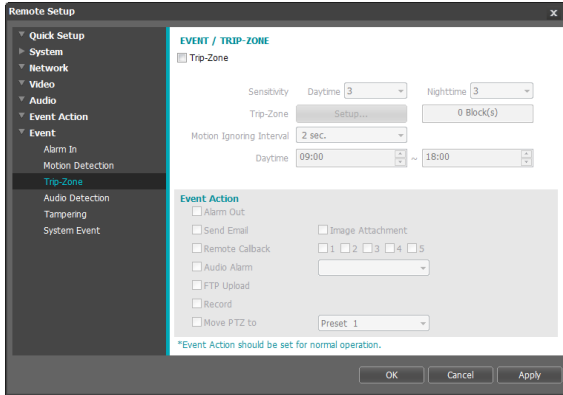 Remote Setup
x
Quick Setup
System
Network
Video
Audio
Event Action
Event
Alarm In
Motion Detection
Trip-Zone
Audio Detection
Tampering
System Event
EVENT / TRIP-ZONE
Trip-Zone
Sensitivity Daytime 3 Nighttime 3
Trip-Zone Setup... 0 Block(s)
Motion Ignoring Interval 2 sec.
Daytime 09:00 ~ 18:00
Event Action
Alarm Out
Send Email Image Attachment
Remote Callback 1 2 3 4 5
Audio Alarm
FTP Upload
Record
Move PTZ to Preset 1
*Event Action should be set for normal operation.
OK Cancel Apply